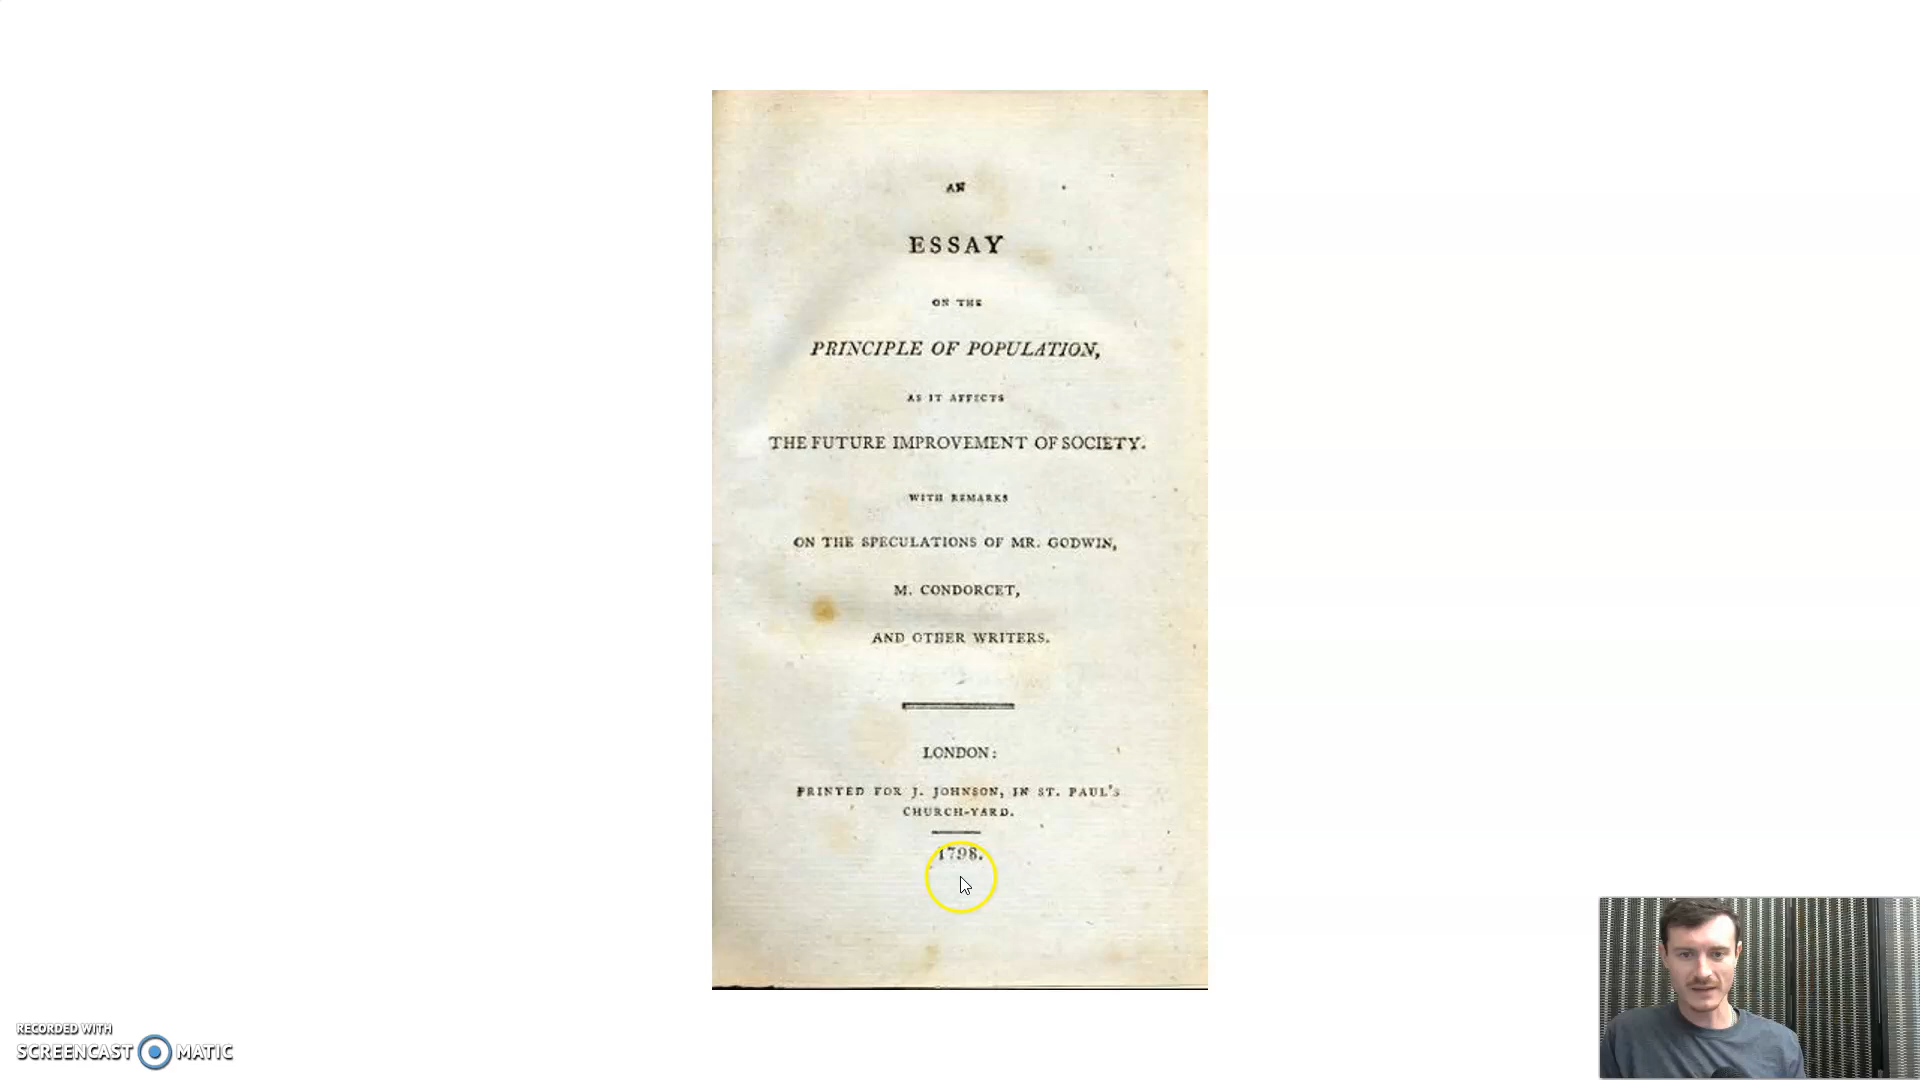 AN
ESSAY
ON THE
PRINCIPLE OF POPULATION,
AS IT AFFECTS
THE FUTURE IMPROVEMENT OF SOCIETY.
WITH REMARKS
ON THE SPECULATIONS OF MR. GODWIN,
M. CONDORCET,
AND OTHER WRITERS.
LONDON:
PRINTED FOR J. JOHNSON, IN ST. PAUL'S
CHURCH-YARD.
1798.
RECORDED WITH
SCREENCAST MATIC